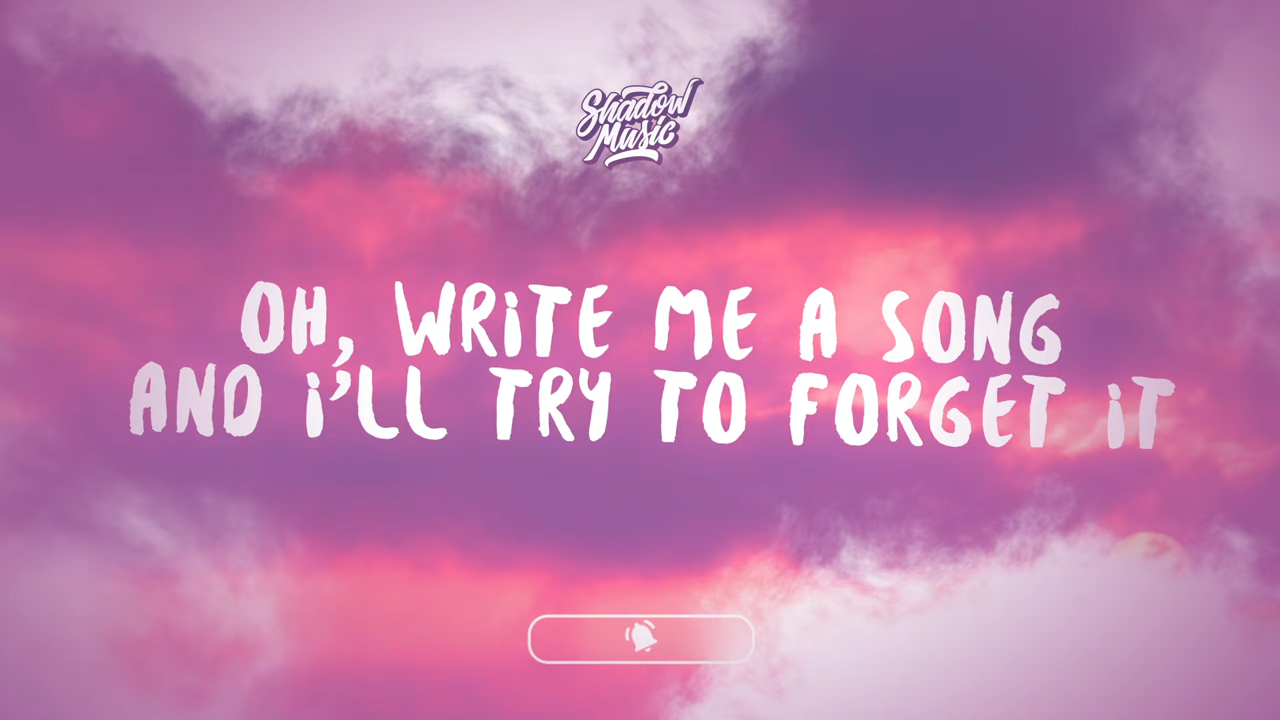 Shadow
Music
OH, WRiTE ME A SONG
AND i'LL TRY TO FORGET iT